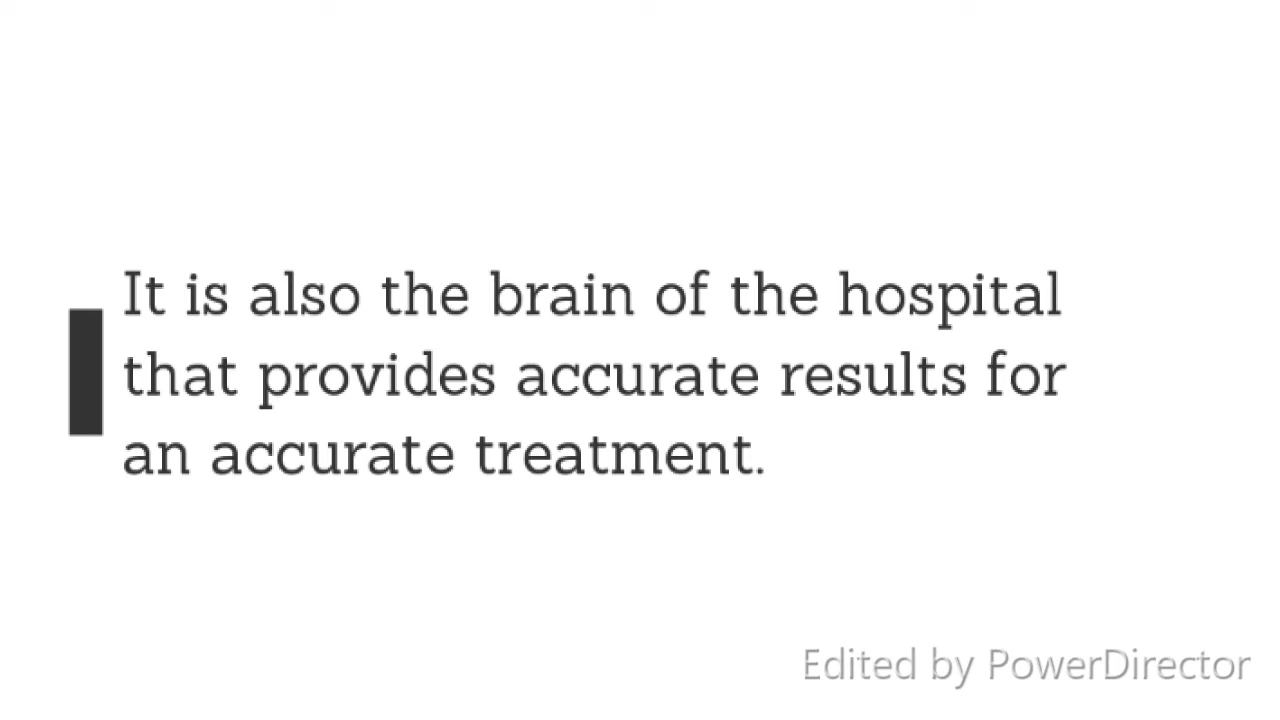 It is also the brain of the hospital
that provides accurate results for
an accurate treatment.
Edited by PowerDirector